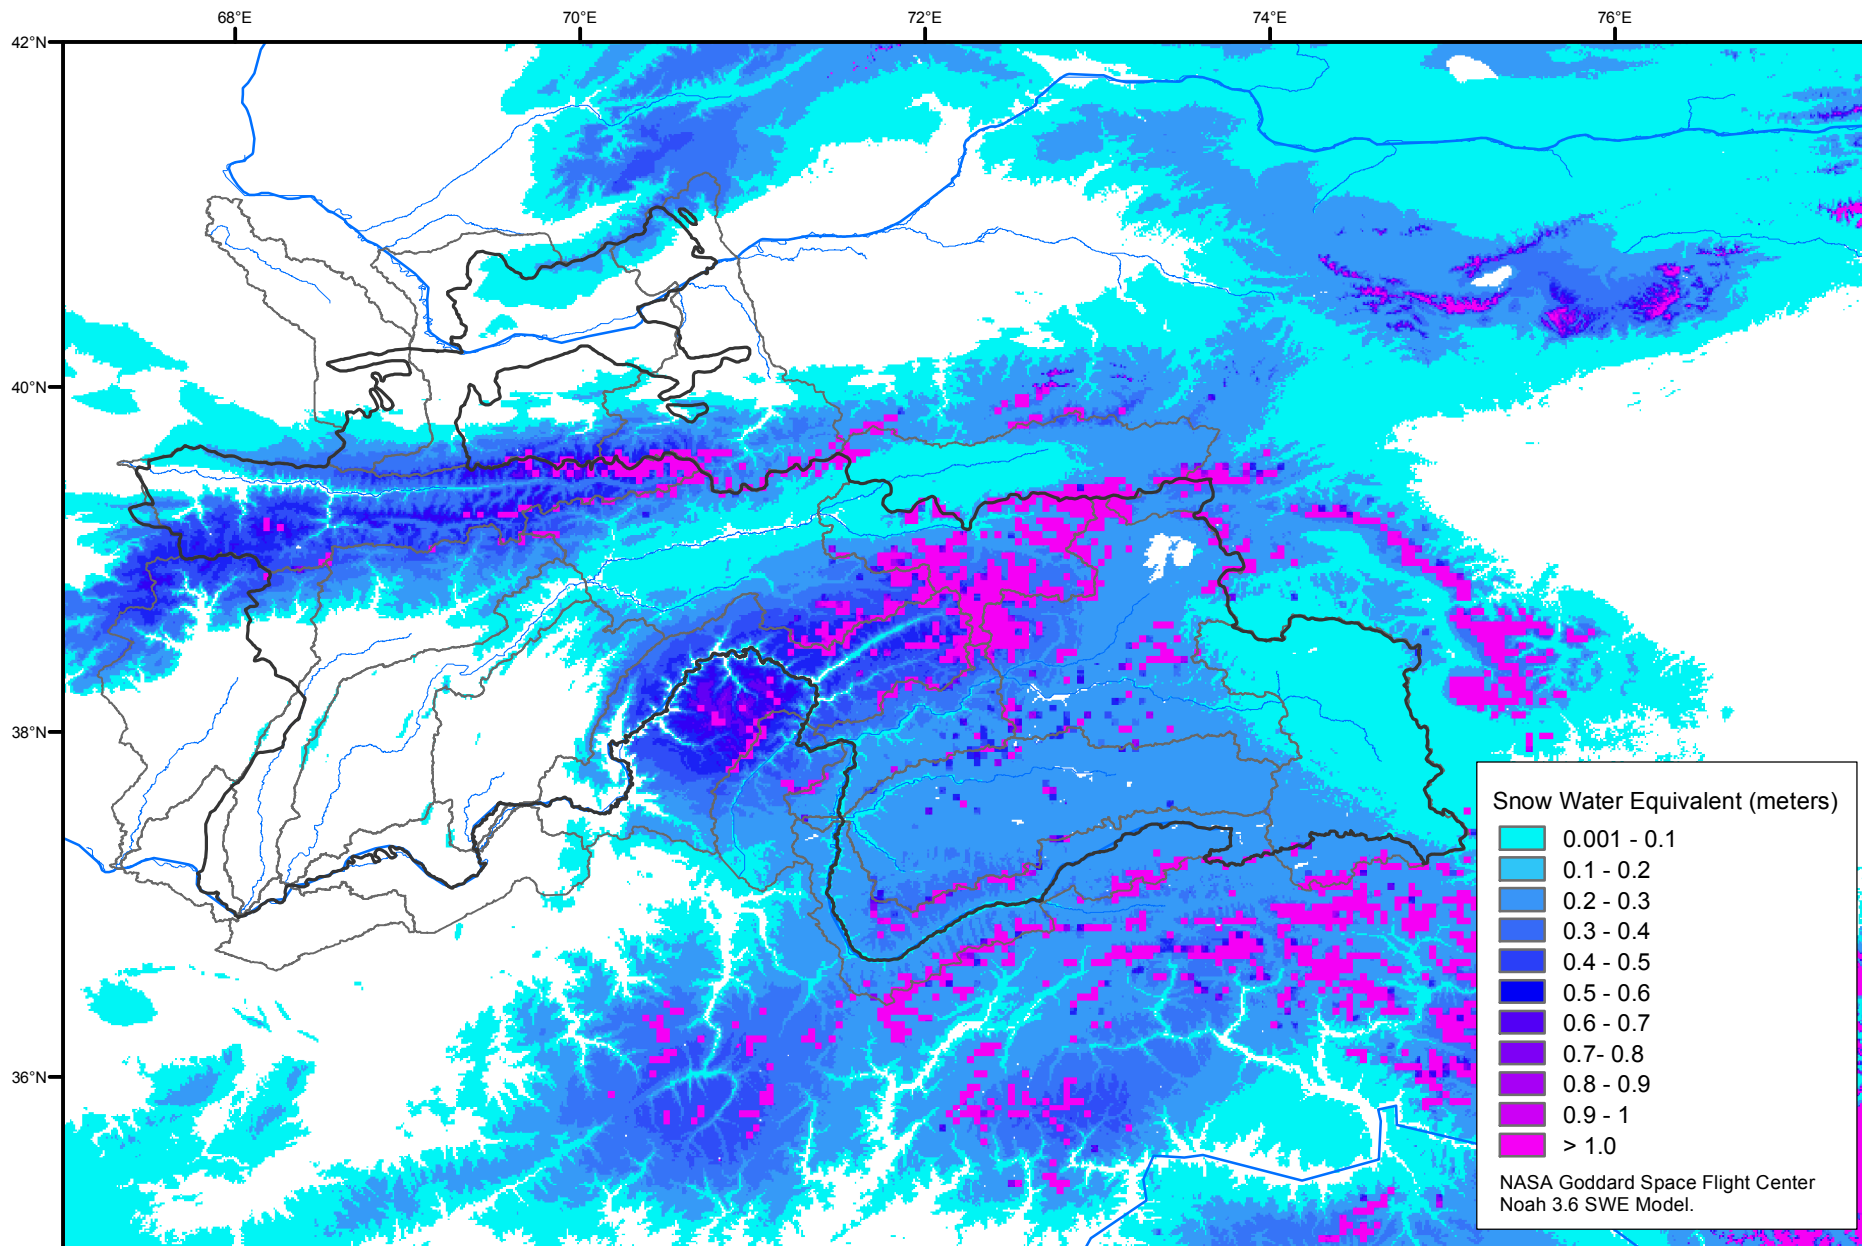 68°E
70°E
72°E
74°E
76°E
42°N
40°N
38°N
36°N
Snow Water Equivalent (meters)
0.001 - 0.1
0.1 - 0.2
0.2 - 0.3
0.3 - 0.4
0.4 - 0.5
0.5 - 0.6
0.6 - 0.7
0.7- 0.8
0.8 - 0.9
0.9 - 1
> 1.0
NASA Goddard Space Flight Center
Noah 3.6 SWE Model.